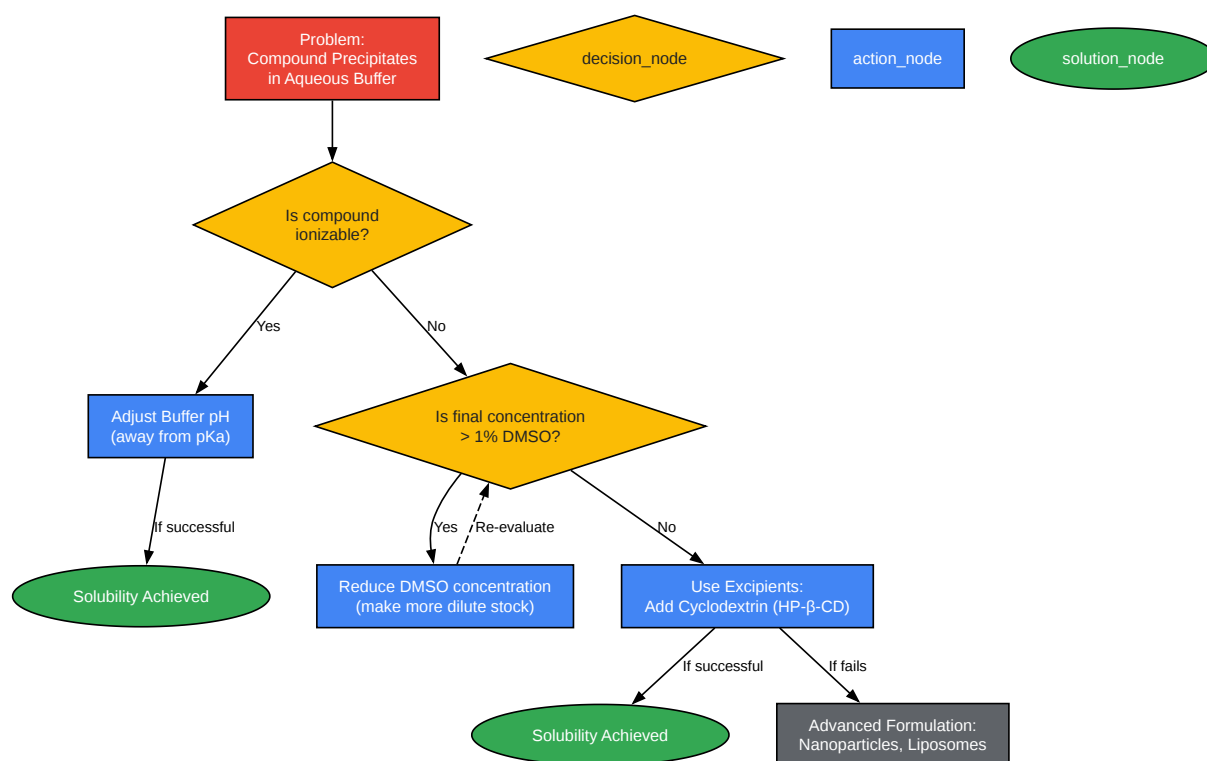 Problem:
Compound Precipitates
in Aqueous Buffer
decision_node
action_node
solution_node
Is compound
ionizable?
Yes
No
Adjust Buffer pH
(away from pKa)
Is final concentration
> 1% DMSO?
If successful
Yes
Re-evaluate
No
Solubility Achieved
Reduce DMSO concentration
(make more dilute stock)
Use Excipients:
Add Cyclodextrin (HP-β-CD)
If successful
If fails
Solubility Achieved
Advanced Formulation:
Nanoparticles, Liposomes